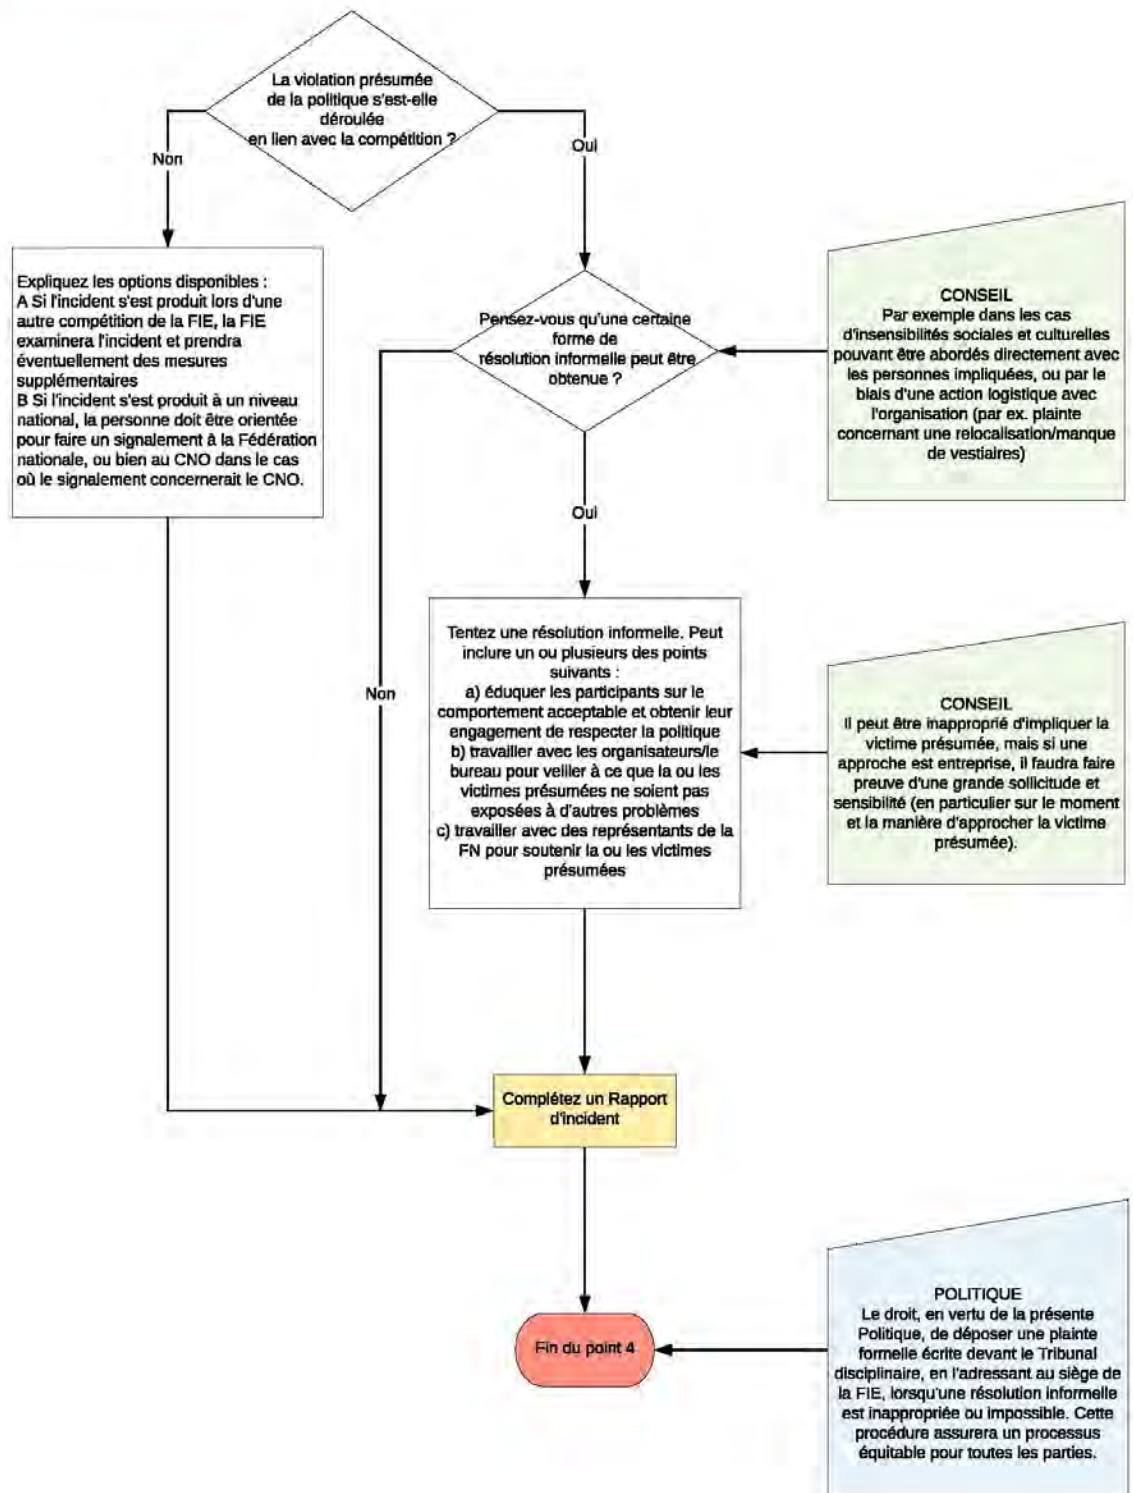 La violation présumée
de la politique s'est-elle
déroulée
en lien avec la compétition ?
Non
Oui
Expliquez les options disponibles :
A Si l'incident s'est produit lors d'une
autre compétition de la FIE, la FIE
examinera l'incident et prendra
éventuellement des mesures
supplémentaires
B Si l'incident s'est produit à un niveau
national, la personne doit être orientée
pour faire un signalement à la Fédération
nationale, ou bien au CNO dans le cas
où le signalement concernerait le CNO.
Pensez-vous qu'une certaine
forme de
résolution informelle peut être
obtenue ?
CONSEIL
Par exemple dans les cas
d'insensibilités sociales et culturelles
pouvant être abordés directement avec
les personnes impliquées, ou par le
biais d'une action logistique avec
l'organisation (par ex. plainte
concernant une relocalisation/manque
de vestiaires)
Oui
Non
Tentez une résolution informelle. Peut
inclure un ou plusieurs des points
suivants :
a) éduquer les participants sur le
comportement acceptable et obtenir leur
engagement de respecter la politique
b) travailler avec les organisateurs/le
bureau pour veiller à ce que la ou les
victimes présumées ne soient pas
exposées à d'autres problèmes
c) travailler avec des représentants de la
FN pour soutenir la ou les victimes
présumées
CONSEIL
Il peut être inapproprié d'impliquer la
victime présumée, mais si une
approche est entreprise, il faudra faire
preuve d'une grande sollicitude et
sensibilité (en particulier sur le moment
et la manière d'approcher la victime
présumée).
Complétez un Rapport
d'incident
Fin du point 4
POLITIQUE
Le droit, en vertu de la présente
Politique, de déposer une plainte
formelle écrite devant le Tribunal
disciplinaire, en l'adressant au siège de
la FIE, lorsqu'une résolution informelle
est inappropriée ou impossible. Cette
procédure assurera un processus
équitable pour toutes les parties.